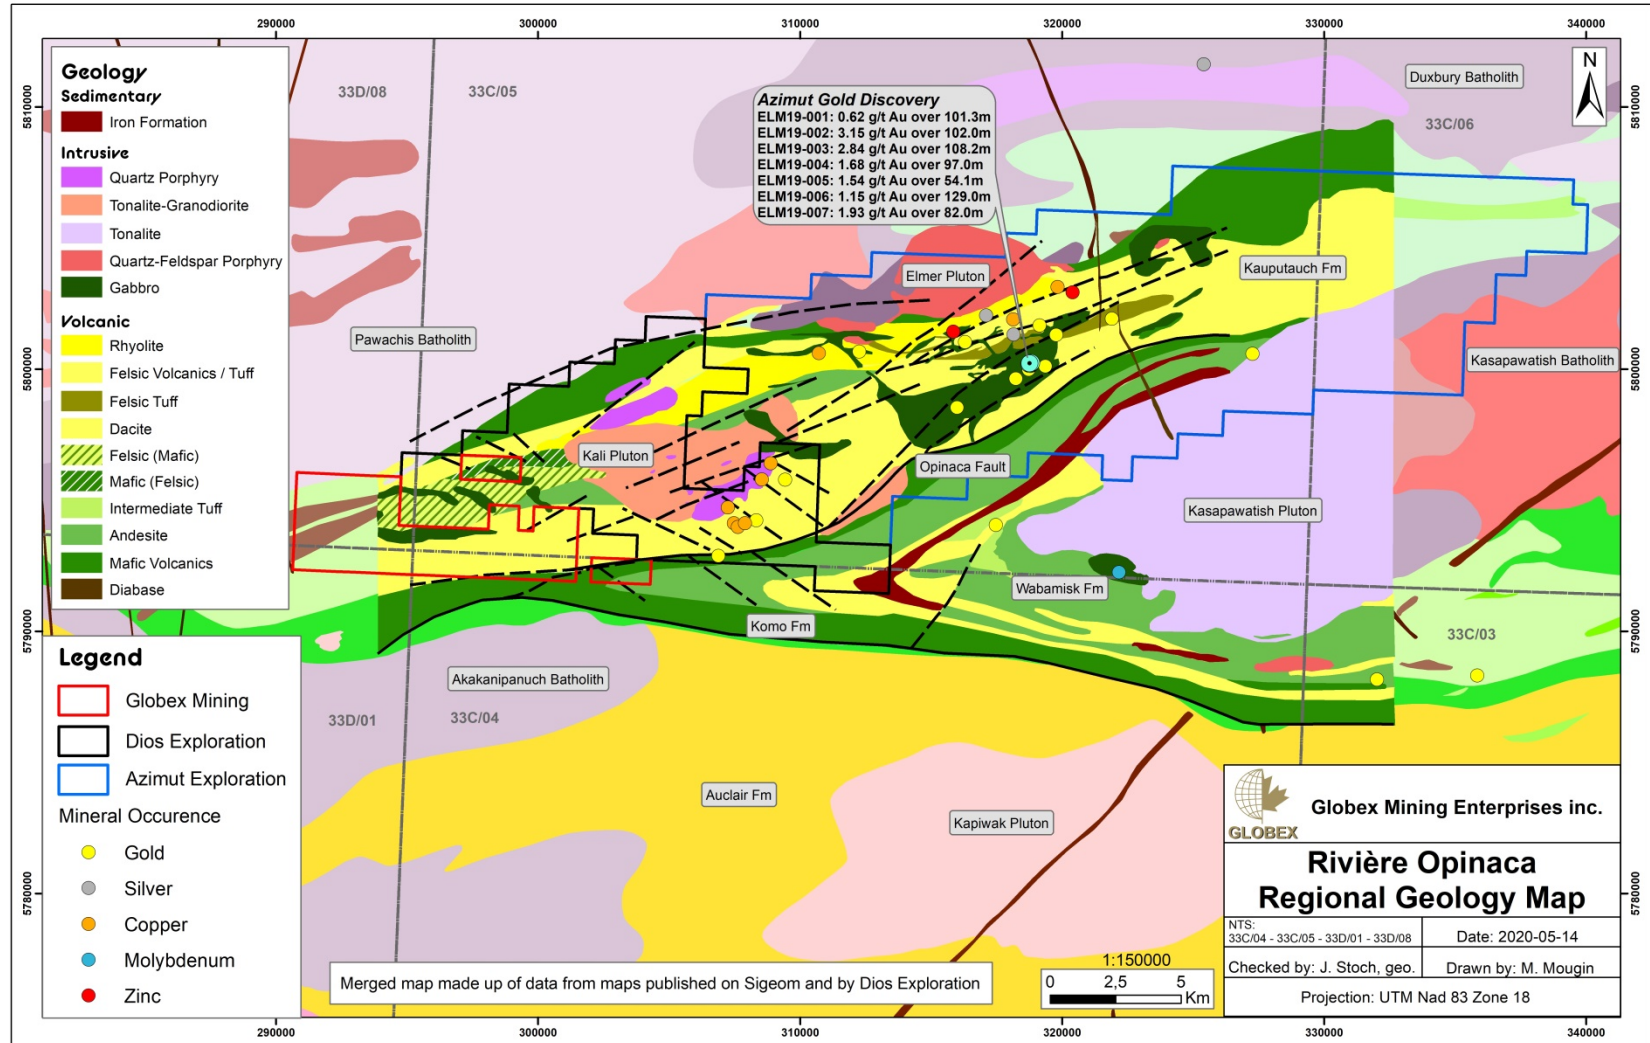 290000
300000
310000
320000
330000
340000
5810000
5800000
5790000
5780000
5810000
5800000
5790000
5780000
290000
300000
310000
320000
330000
340000
Geology
Sedimentary
Iron Formation
Intrusive
Quartz Porphyry
Tonalite-Granodiorite
Tonalite
Quartz-Feldspar Porphyry
Gabbro
Volcanic
Rhyolite
Felsic Volcanics / Tuff
Felsic Tuff
Dacite
Felsic (Mafic)
Mafic (Felsic)
Intermediate Tuff
Andesite
Mafic Volcanics
Diabase
Legend
Globex Mining
Dios Exploration
Azimut Exploration
Mineral Occurence
Gold
Silver
Copper
Molybdenum
Zinc
33D/08
33C/05
33C/06
33C/03
33D/01
33C/04
Azimut Gold Discovery
ELM19-001: 0.62 g/t Au over 101.3m
ELM19-002: 3.15 g/t Au over 102.0m
ELM19-003: 2.84 g/t Au over 108.2m
ELM19-004: 1.68 g/t Au over 97.0m
ELM19-005: 1.54 g/t Au over 54.1m
ELM19-006: 1.15 g/t Au over 129.0m
ELM19-007: 1.93 g/t Au over 82.0m
N
Duxbury Batholith
Elmer Pluton
Kauputauch Fm
Pawachis Batholith
Kasapawatish Batholith
Kali Pluton
Opinaca Fault
Kasapawatish Pluton
Wabamisk Fm
Komo Fm
Akakanipanuch Batholith
Auclair Fm
Kapiwak Pluton
Merged map made up of data from maps published on Sigeom and by Dios Exploration
1:150000
0 2,5 5
Km
GLOBEX
Globex Mining Enterprises inc.
Rivière Opinaca
Regional Geology Map
NTS:
33C/04 - 33C/05 - 33D/01 - 33D/08
Date: 2020-05-14
Checked by: J. Stoch, geo.
Drawn by: M. Mougin
Projection: UTM Nad 83 Zone 18